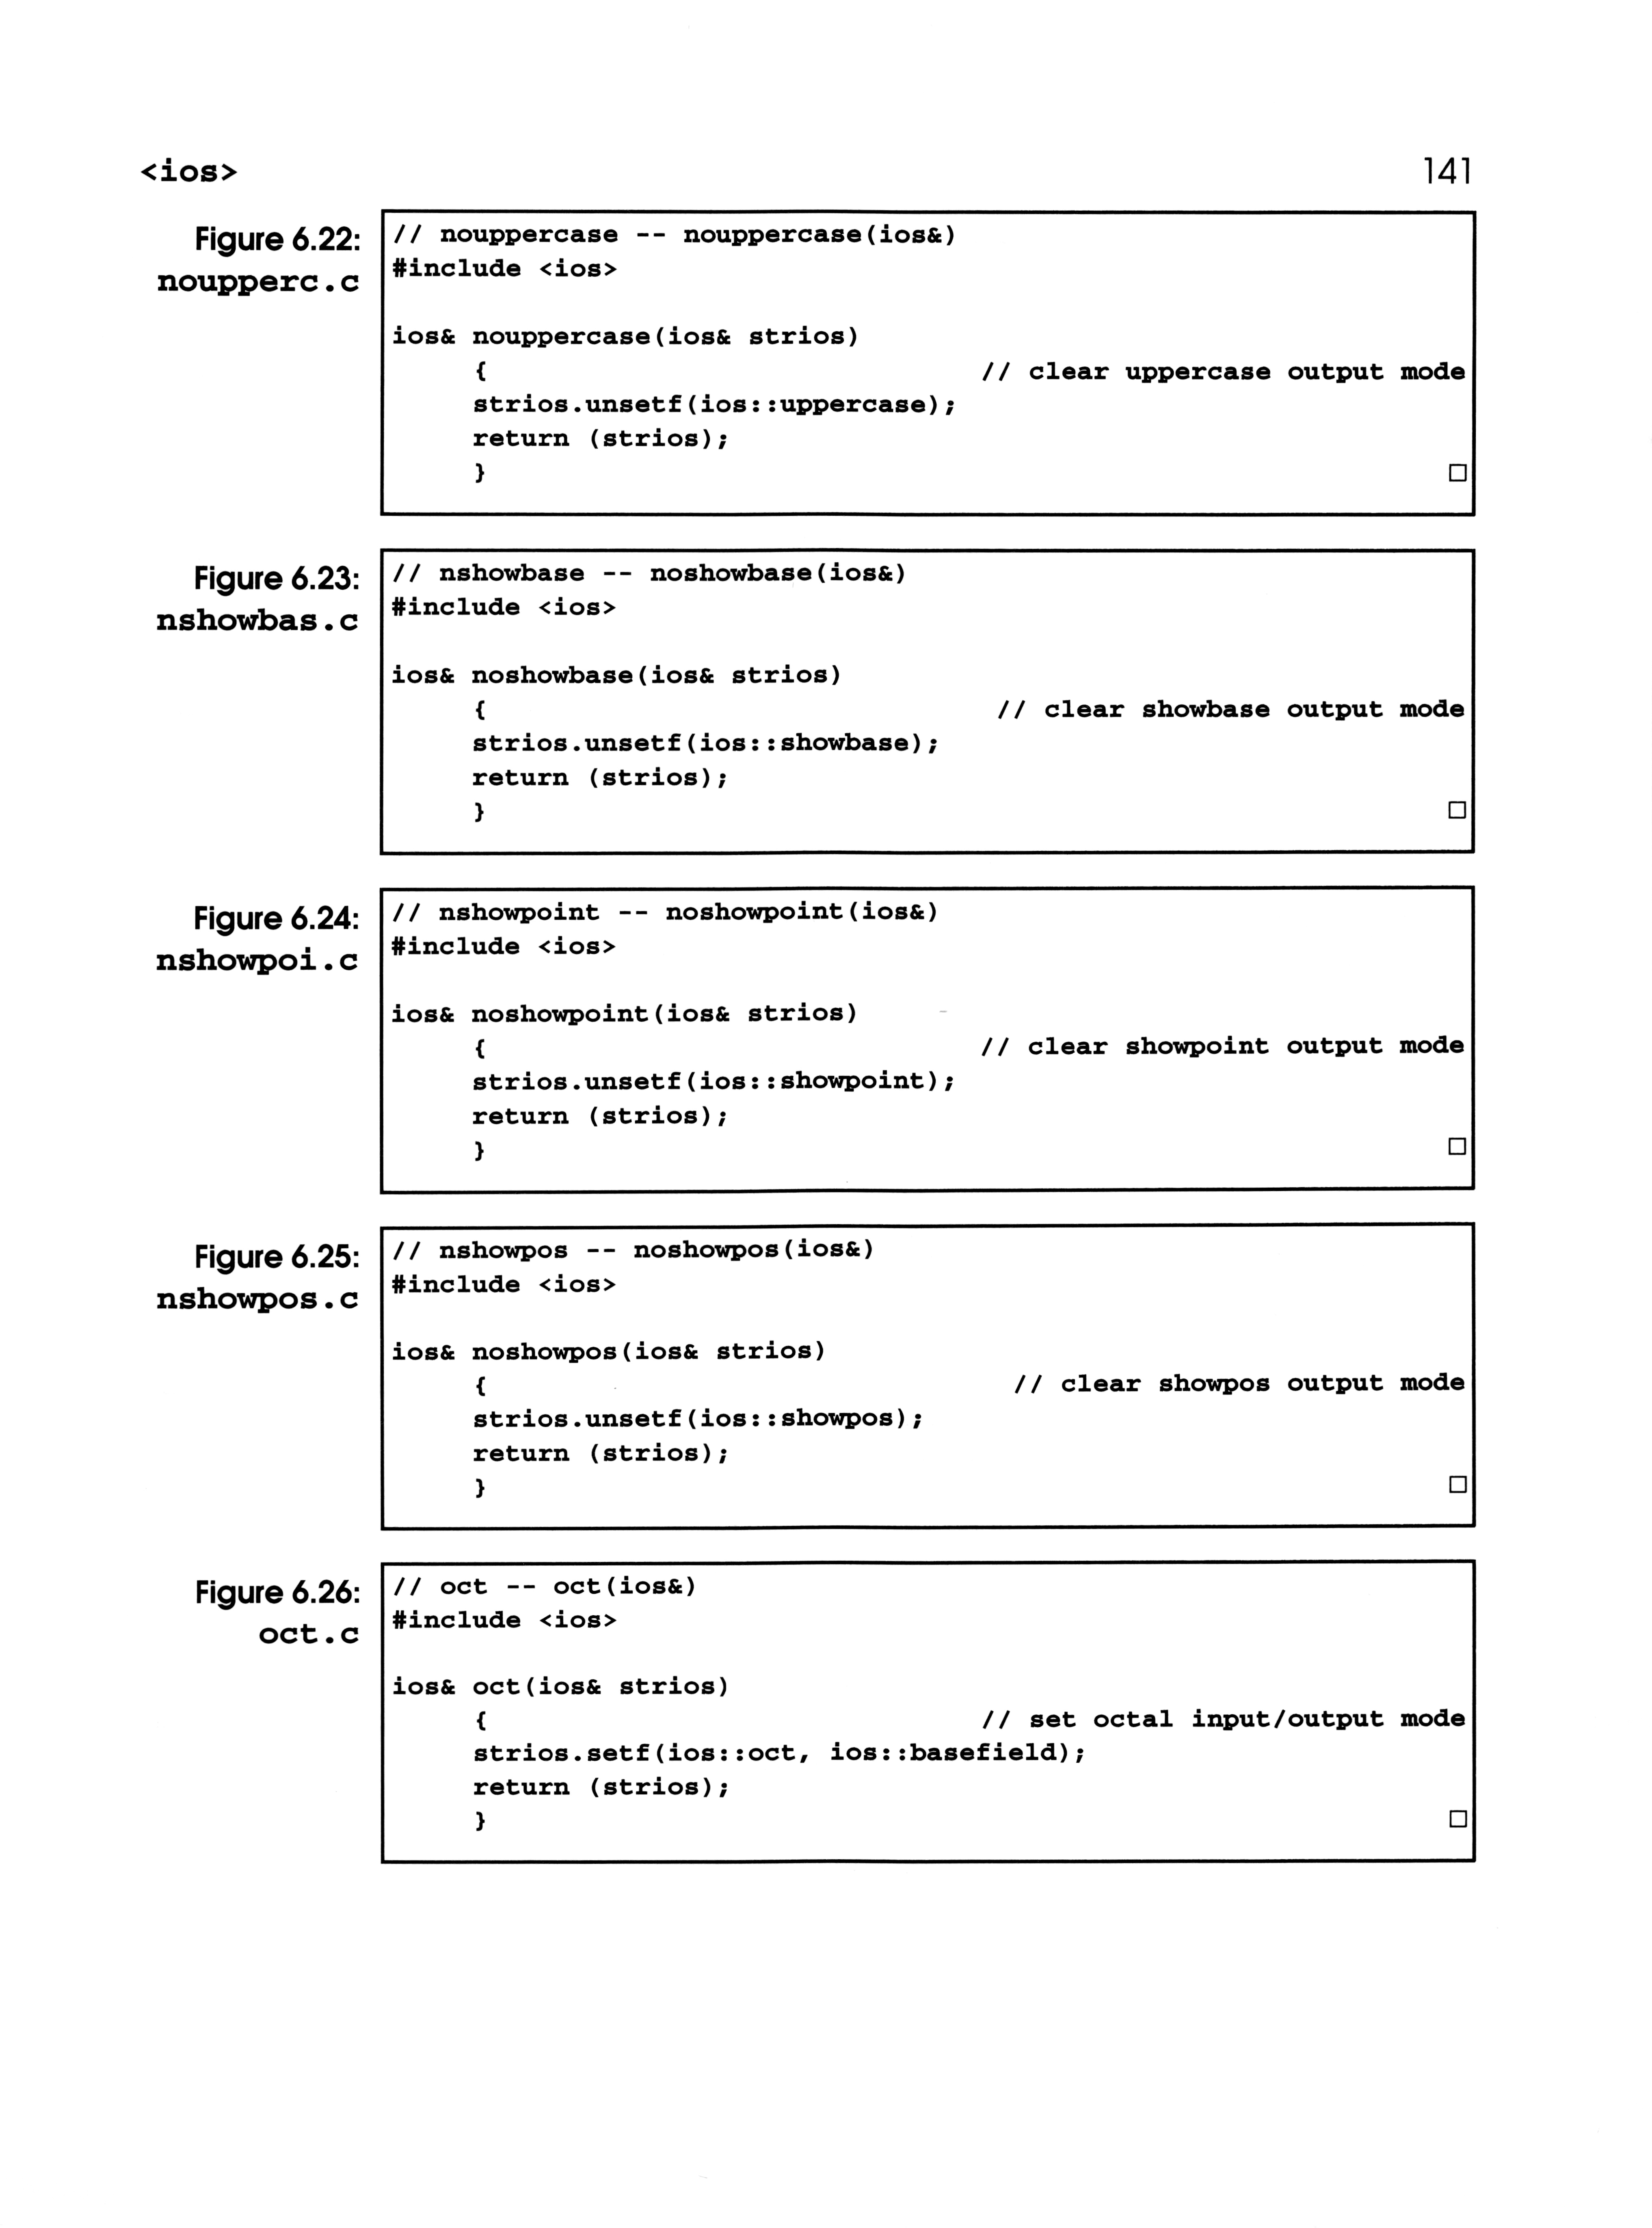 <ios>
141
Figure 6.22:
noupperc.c
// nouppercase -- nouppercase(ios&)
#include <ios>
ios& nouppercase(ios& strios)
{ // clear uppercase output mode
strios.unsetf(ios::uppercase);
return (strios);
}
Figure 6.23:
nshowbas.c
// nshowbase -- noshowbase(ios&)
#include <ios>
ios& noshowbase(ios& strios)
{ // clear showbase output mode
strios.unsetf(ios::showbase);
return (strios);
}
Figure 6.24:
nshowpoi.c
// nshowpoint -- noshowpoint(ios&)
#include <ios>
ios& noshowpoint(ios& strios)
{ // clear showpoint output mode
strios.unsetf(ios::showpoint);
return (strios);
}
Figure 6.25:
nshowpos.c
// nshowpos -- noshowpos(ios&)
#include <ios>
ios& noshowpos(ios& strios)
{ // clear showpos output mode
strios.unsetf(ios::showpos);
return (strios);
}
Figure 6.26:
oct.c
// oct -- oct(ios&)
#include <ios>
ios& oct(ios& strios)
{ // set octal input/output mode
strios.setf(ios::oct, ios::basefield);
return (strios);
}